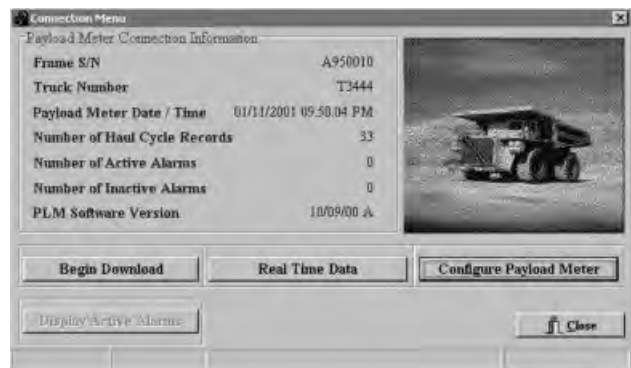 Connection Menu
Payload Meter Connection Information
Frame S/N A950010
Truck Number T3444
Payload Meter Date / Time 01/11/2001 09:50:04 PM
Number of Haul Cycle Records 33
Number of Active Alarms 0
Number of Inactive Alarms 0
PLM Software Version 10/09/00 A
Begin Download Real Time Data Configure Payload Meter
Display Active Alarms Close